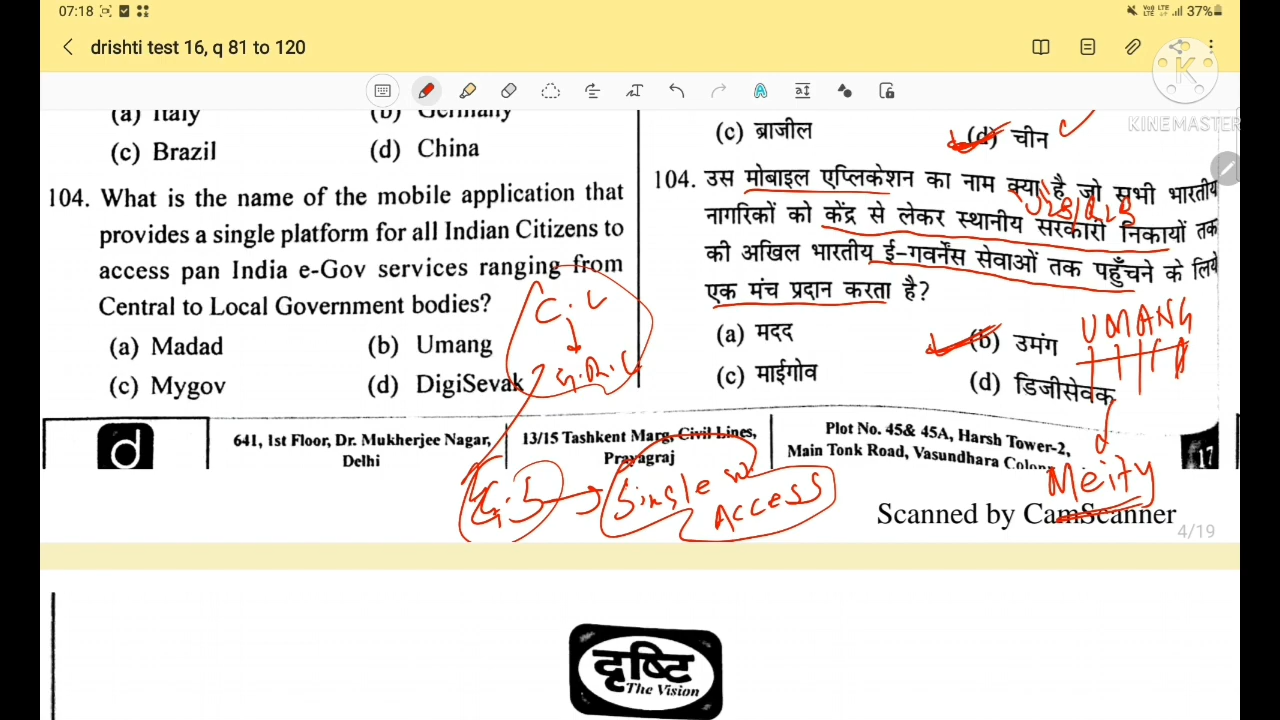 07:18
37%
drishti test 16, q 81 to 120
KINEMASTER
(a) Italy
(b) Germany
(c) Brazil
(d) China
104. What is the name of the mobile application that
provides a single platform for all Indian Citizens to
access pan India e-Gov services ranging from
Central to Local Government bodies?
(a) Madad
(b) Umang
(c) Mygov
(d) DigiSevak
(c) ब्राजील
(d) चीन
104. उस मोबाइल एप्लिकेशन का नाम क्या है, जो सभी भारतीय
नागरिकों को केंद्र से लेकर स्थानीय सरकारी निकायों तक
की अखिल भारतीय ई-गवर्नेंस सेवाओं तक पहुँचने के लिये
एक मंच प्रदान करता है?
(a) मदद
(b) उमंग
(c) माईगोव
(d) डिजीसेवक
UMANG
Meity
Single
Access
d
641, 1st Floor, Dr. Mukherjee Nagar,
Delhi
13/15 Tashkent Marg, Civil Lines,
Prayagraj
Plot No. 45& 45A, Harsh Tower-2,
Main Tonk Road, Vasundhara Colon
17
Scanned by CamScanner
4/19
दृष्टि
The Vision